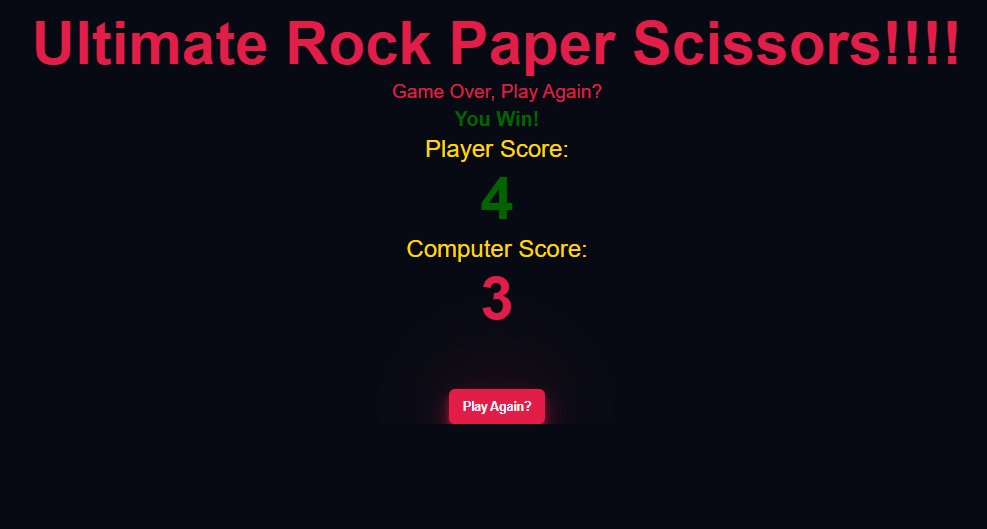 Ultimate Rock Paper Scissors!!!!
Game Over, Play Again?
You Win!
Player Score:
4
Computer Score:
3
Play Again?